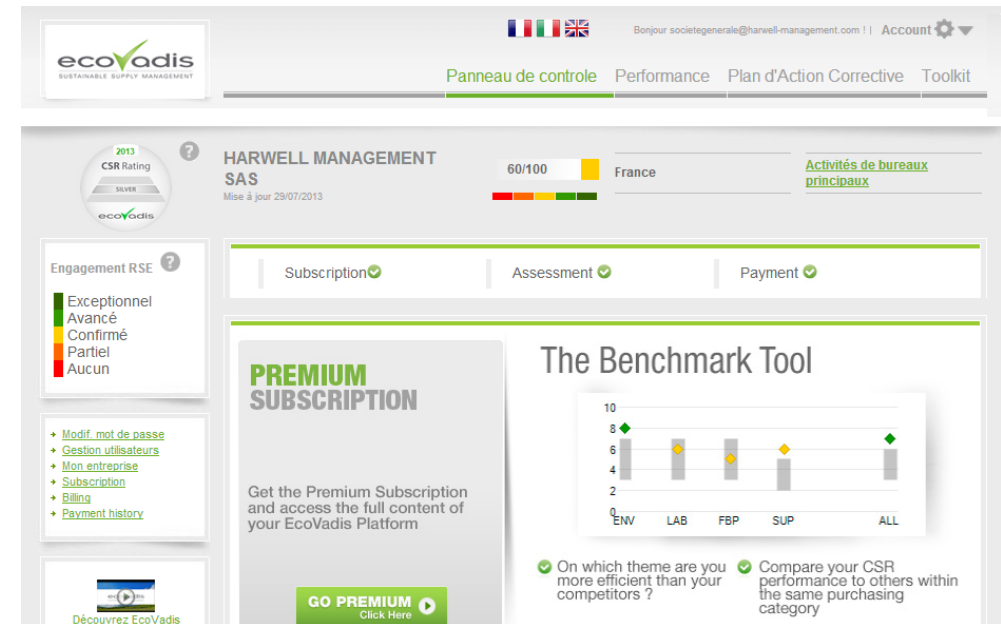 ecovadis
SUSTAINABLE SUPPLY MANAGEMENT
Bonjour societegenerale@harwell-management.com ! | Account
Panneau de controle Performance Plan d'Action Corrective Toolkit
2013
CSR Rating
SILVER
ecovadis
?
HARWELL MANAGEMENT
SAS
Mise à jour 29/07/2013
60/100
France
Activités de bureaux
principaux
Engagement RSE ?
Exceptionnel
Avancé
Confirmé
Partiel
Aucun
Subscription
Assessment
Payment
Modif. mot de passe
Gestion utilisateurs
Mon entreprise
Subscription
Billing
Payment history
Découvrez EcoVadis
PREMIUM
SUBSCRIPTION
Get the Premium Subscription
and access the full content of
your EcoVadis Platform
GO PREMIUM
Click Here
The Benchmark Tool
10
8
6
4
2
0
ENV LAB FBP SUP ALL
On which theme are you
more efficient than your
competitors ?
Compare your CSR
performance to others within
the same purchasing
category